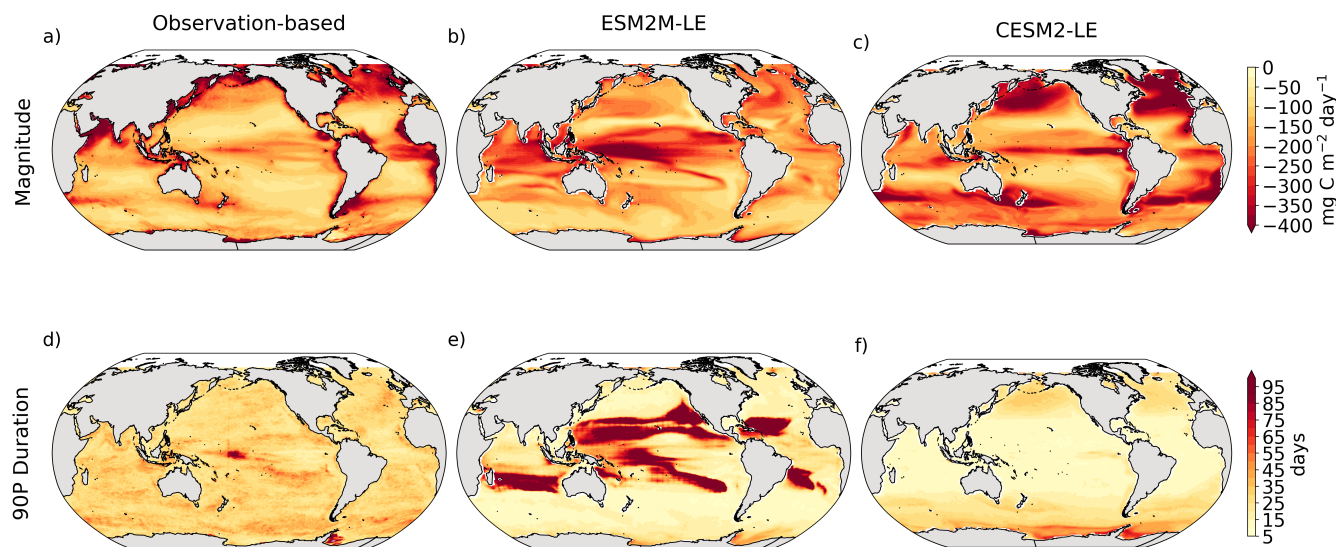 Observation-based
ESM2M-LE
CESM2-LE
a)
b)
c)
Magnitude
0
−50
−100
−150
−200
−250
−300
−350
−400
mg C m⁻² day⁻¹
d)
e)
f)
90P Duration
95
85
75
65
55
45
35
25
15
5
days